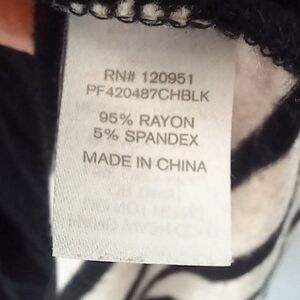 RN# 120951
PF420487CHBLK
95% RAYON
5% SPANDEX
MADE IN CHINA